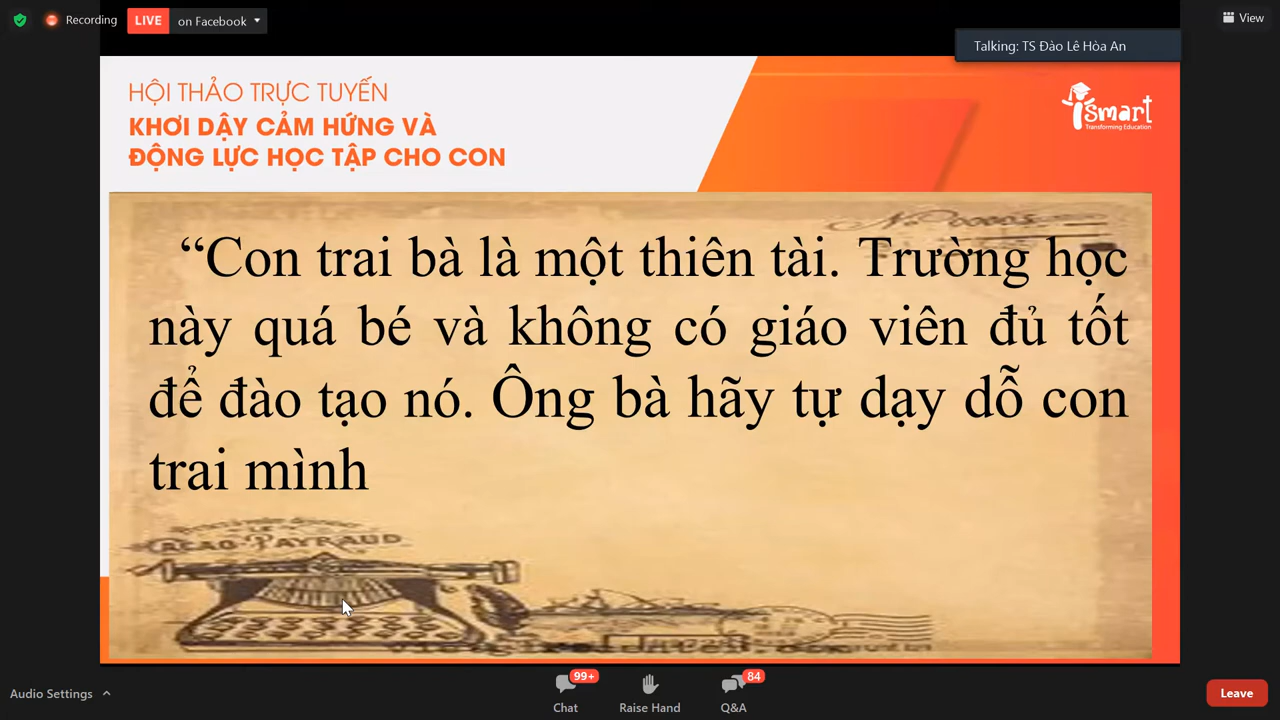 Recording
LIVE on Facebook
View
Talking: TS Đào Lê Hòa An
HỘI THẢO TRỰC TUYẾN
KHƠI DẬY CẢM HỨNG VÀ
ĐỘNG LỰC HỌC TẬP CHO CON
iSmart
Transforming Education
“Con trai bà là một thiên tài. Trường học
này quá bé và không có giáo viên đủ tốt
để đào tạo nó. Ông bà hãy tự dạy dỗ con
trai mình
Audio Settings
99+
84
Chat
Raise Hand
Q&A
Leave